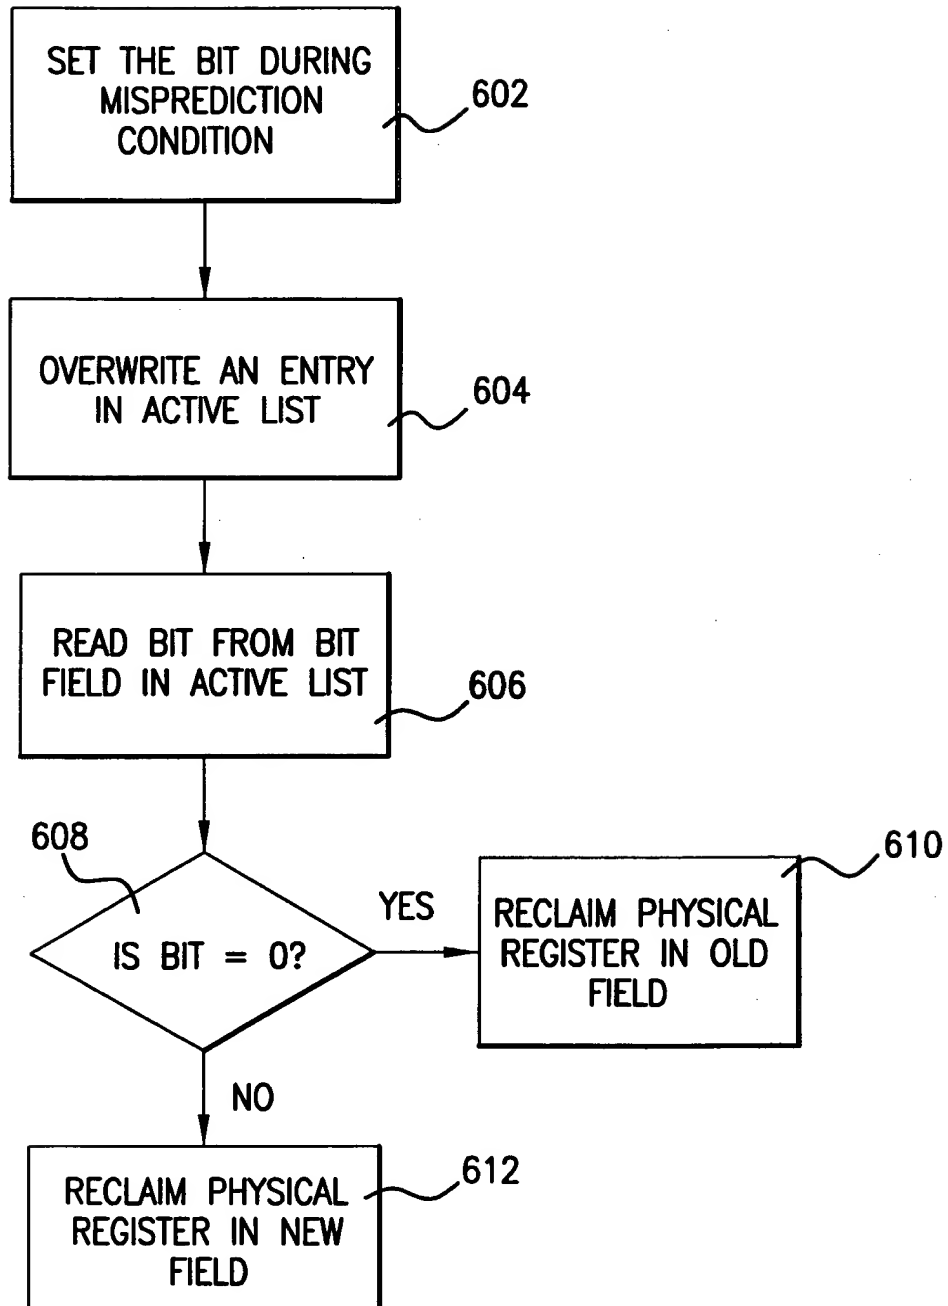 SET THE BIT DURING
MISPREDICTION
CONDITION
602
OVERWRITE AN ENTRY
IN ACTIVE LIST
604
READ BIT FROM BIT
FIELD IN ACTIVE LIST
606
608
IS BIT = 0?
YES
RECLAIM PHYSICAL
REGISTER IN OLD
FIELD
610
NO
RECLAIM PHYSICAL
REGISTER IN NEW
FIELD
612